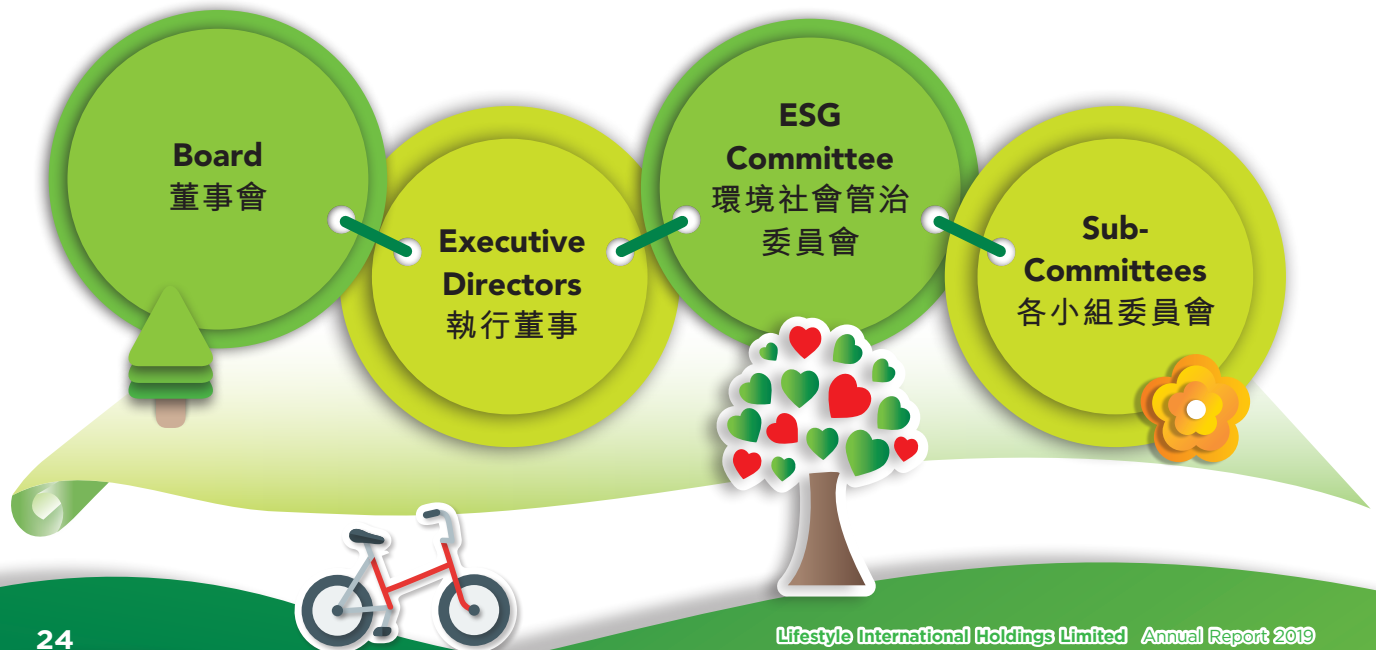 Board
董事會
Executive
Directors
執行董事
ESG
Committee
環境社會管治
委員會
Sub-
Committees
各小組委員會
24
Lifestyle International Holdings Limited Annual Report 2019